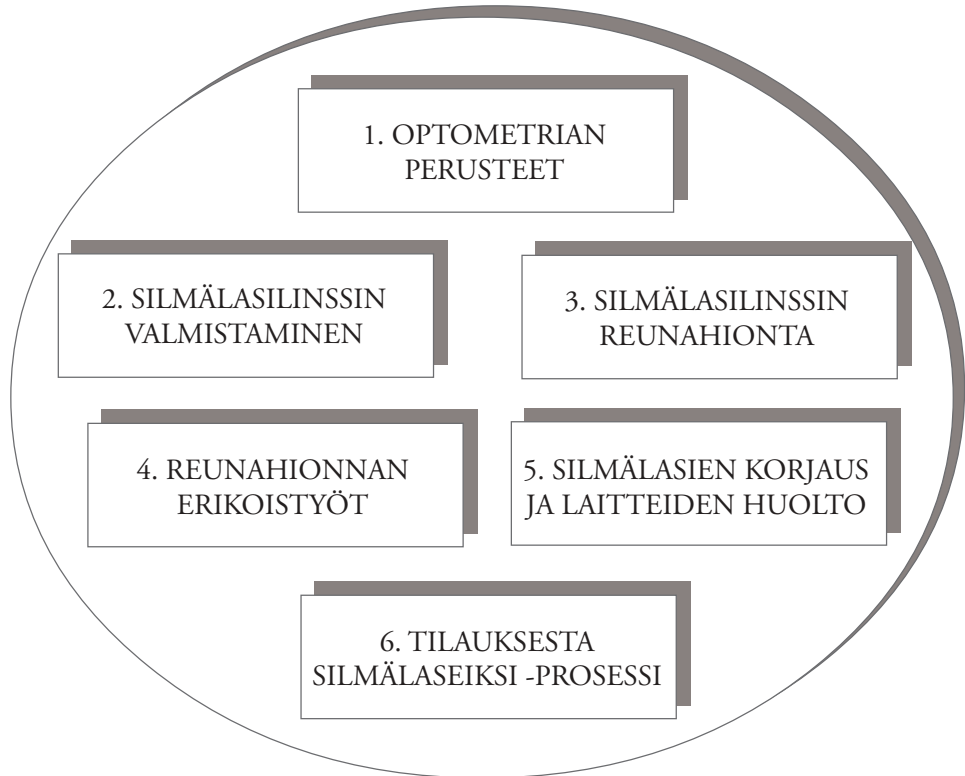 1. OPTOMETRIAN
PERUSTEET
2. SILMÄLASILINSSIN
VALMISTAMINEN
3. SILMÄLASILINSSIN
REUNAHIONTA
4. REUNAHIONNAN
ERIKOISTYÖT
5. SILMÄLASIEN KORJAUS
JA LAITTEIDEN HUOLTO
6. TILAUKSESTA
SILMÄLASEIKSI -PROSESSI